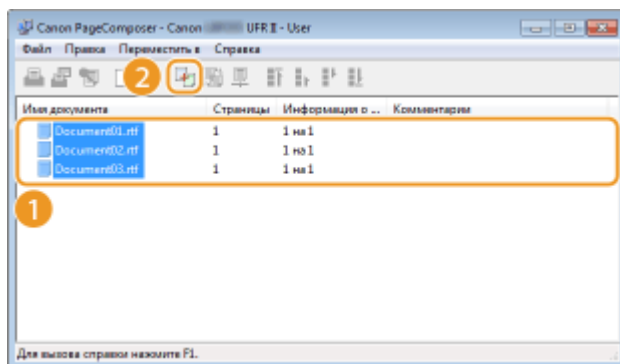 Canon PageComposer - Canon UFR II - User
Файл Правка Переместить в Справка
2
Имя документа Страницы Информация о ... Комментарии
Document01.rtf 1 1 на 1
Document02.rtf 1 1 на 1
Document03.rtf 1 1 на 1
1
Для вызова справки нажмите F1.